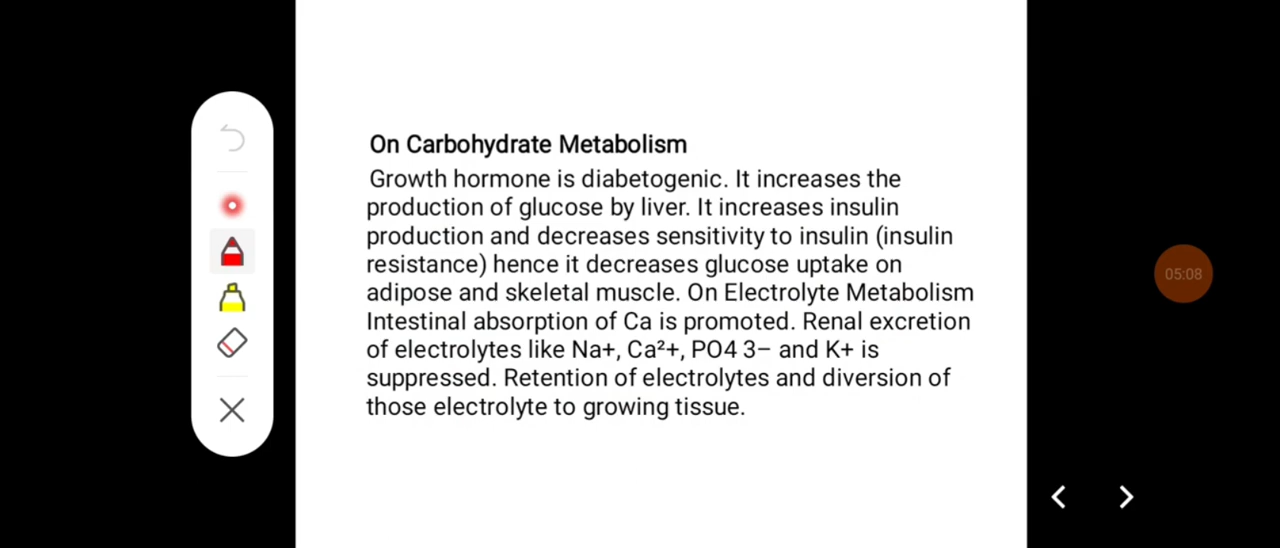 On Carbohydrate Metabolism
Growth hormone is diabetogenic. It increases the
production of glucose by liver. It increases insulin
production and decreases sensitivity to insulin (insulin
resistance) hence it decreases glucose uptake on
adipose and skeletal muscle. On Electrolyte Metabolism
Intestinal absorption of Ca is promoted. Renal excretion
of electrolytes like Na+, Ca²+, PO4 3– and K+ is
suppressed. Retention of electrolytes and diversion of
those electrolyte to growing tissue.
05:08